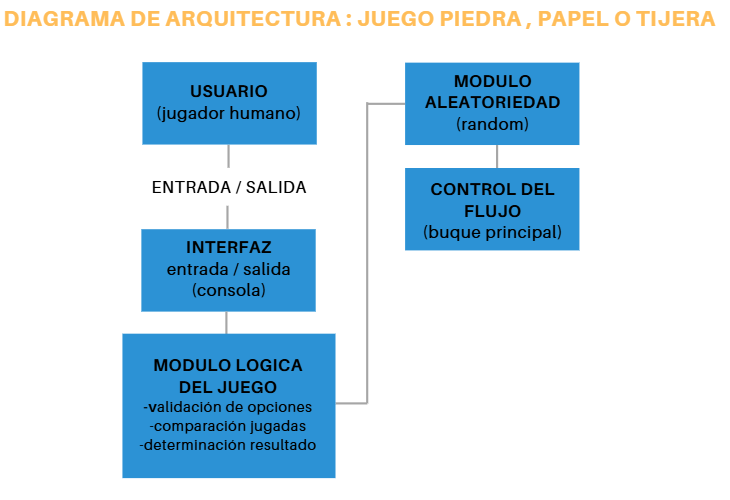 DIAGRAMA DE ARQUITECTURA : JUEGO PIEDRA , PAPEL O TIJERA
USUARIO
(jugador humano)
ENTRADA / SALIDA
INTERFAZ
entrada / salida
(consola)
MODULO LOGICA
DEL JUEGO
-validación de opciones
-comparación jugadas
-determinación resultado
MODULO
ALEATORIEDAD
(random)
CONTROL DEL
FLUJO
(buque principal)